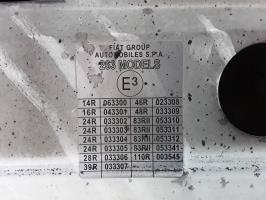 FIAT GROUP
AUTOMOBILES S.P.A.
263 MODELS
E3
14R 063300 46R 023308
16R 043301 48R 033309
24R 033302 83RII 053310
24R 033303 83RII 053311
24R 033304 83RII 053312
24R 033305 83RII 053341
28R 033306 110R 003545
39R 033307